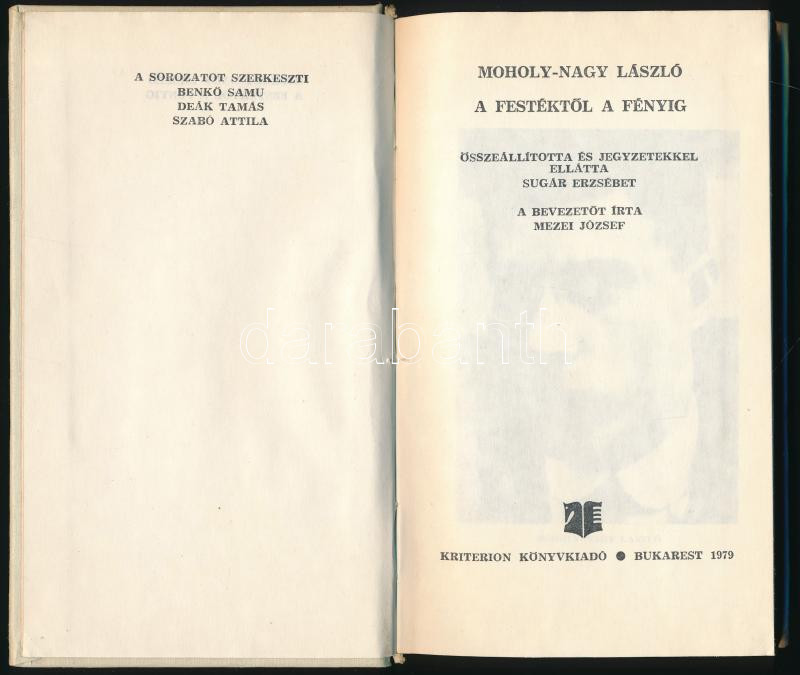 A SOROZATOT SZERKESZTI
BENKŐ SAMU
DEÁK TAMÁS
SZABÓ ATTILA
MOHOLY-NAGY LÁSZLÓ
A FESTÉKTŐL A FÉNYIG
ÖSSZEÁLLÍTOTTA ÉS JEGYZETEKKEL
ELLÁTTA
SUGÁR ERZSÉBET
A BEVEZETŐT ÍRTA
MEZEI JÓZSEF
darabanth
KRITERION KÖNYVKIADÓ ● BUKAREST 1979